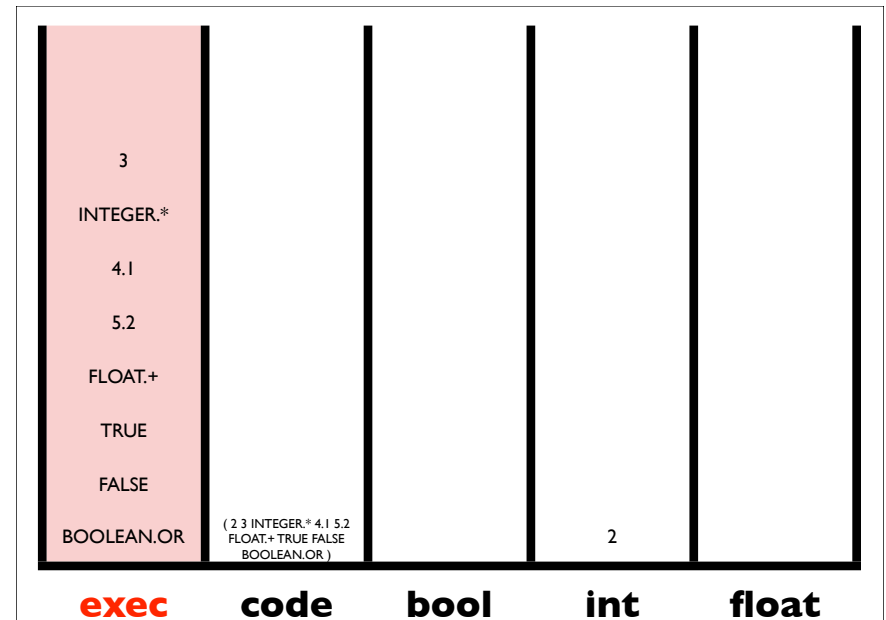 3
INTEGER.*
4.1
5.2
FLOAT.+
TRUE
FALSE
BOOLEAN.OR
( 2 3 INTEGER.* 4.1 5.2
FLOAT.+ TRUE FALSE
BOOLEAN.OR )
2
exec code bool int float